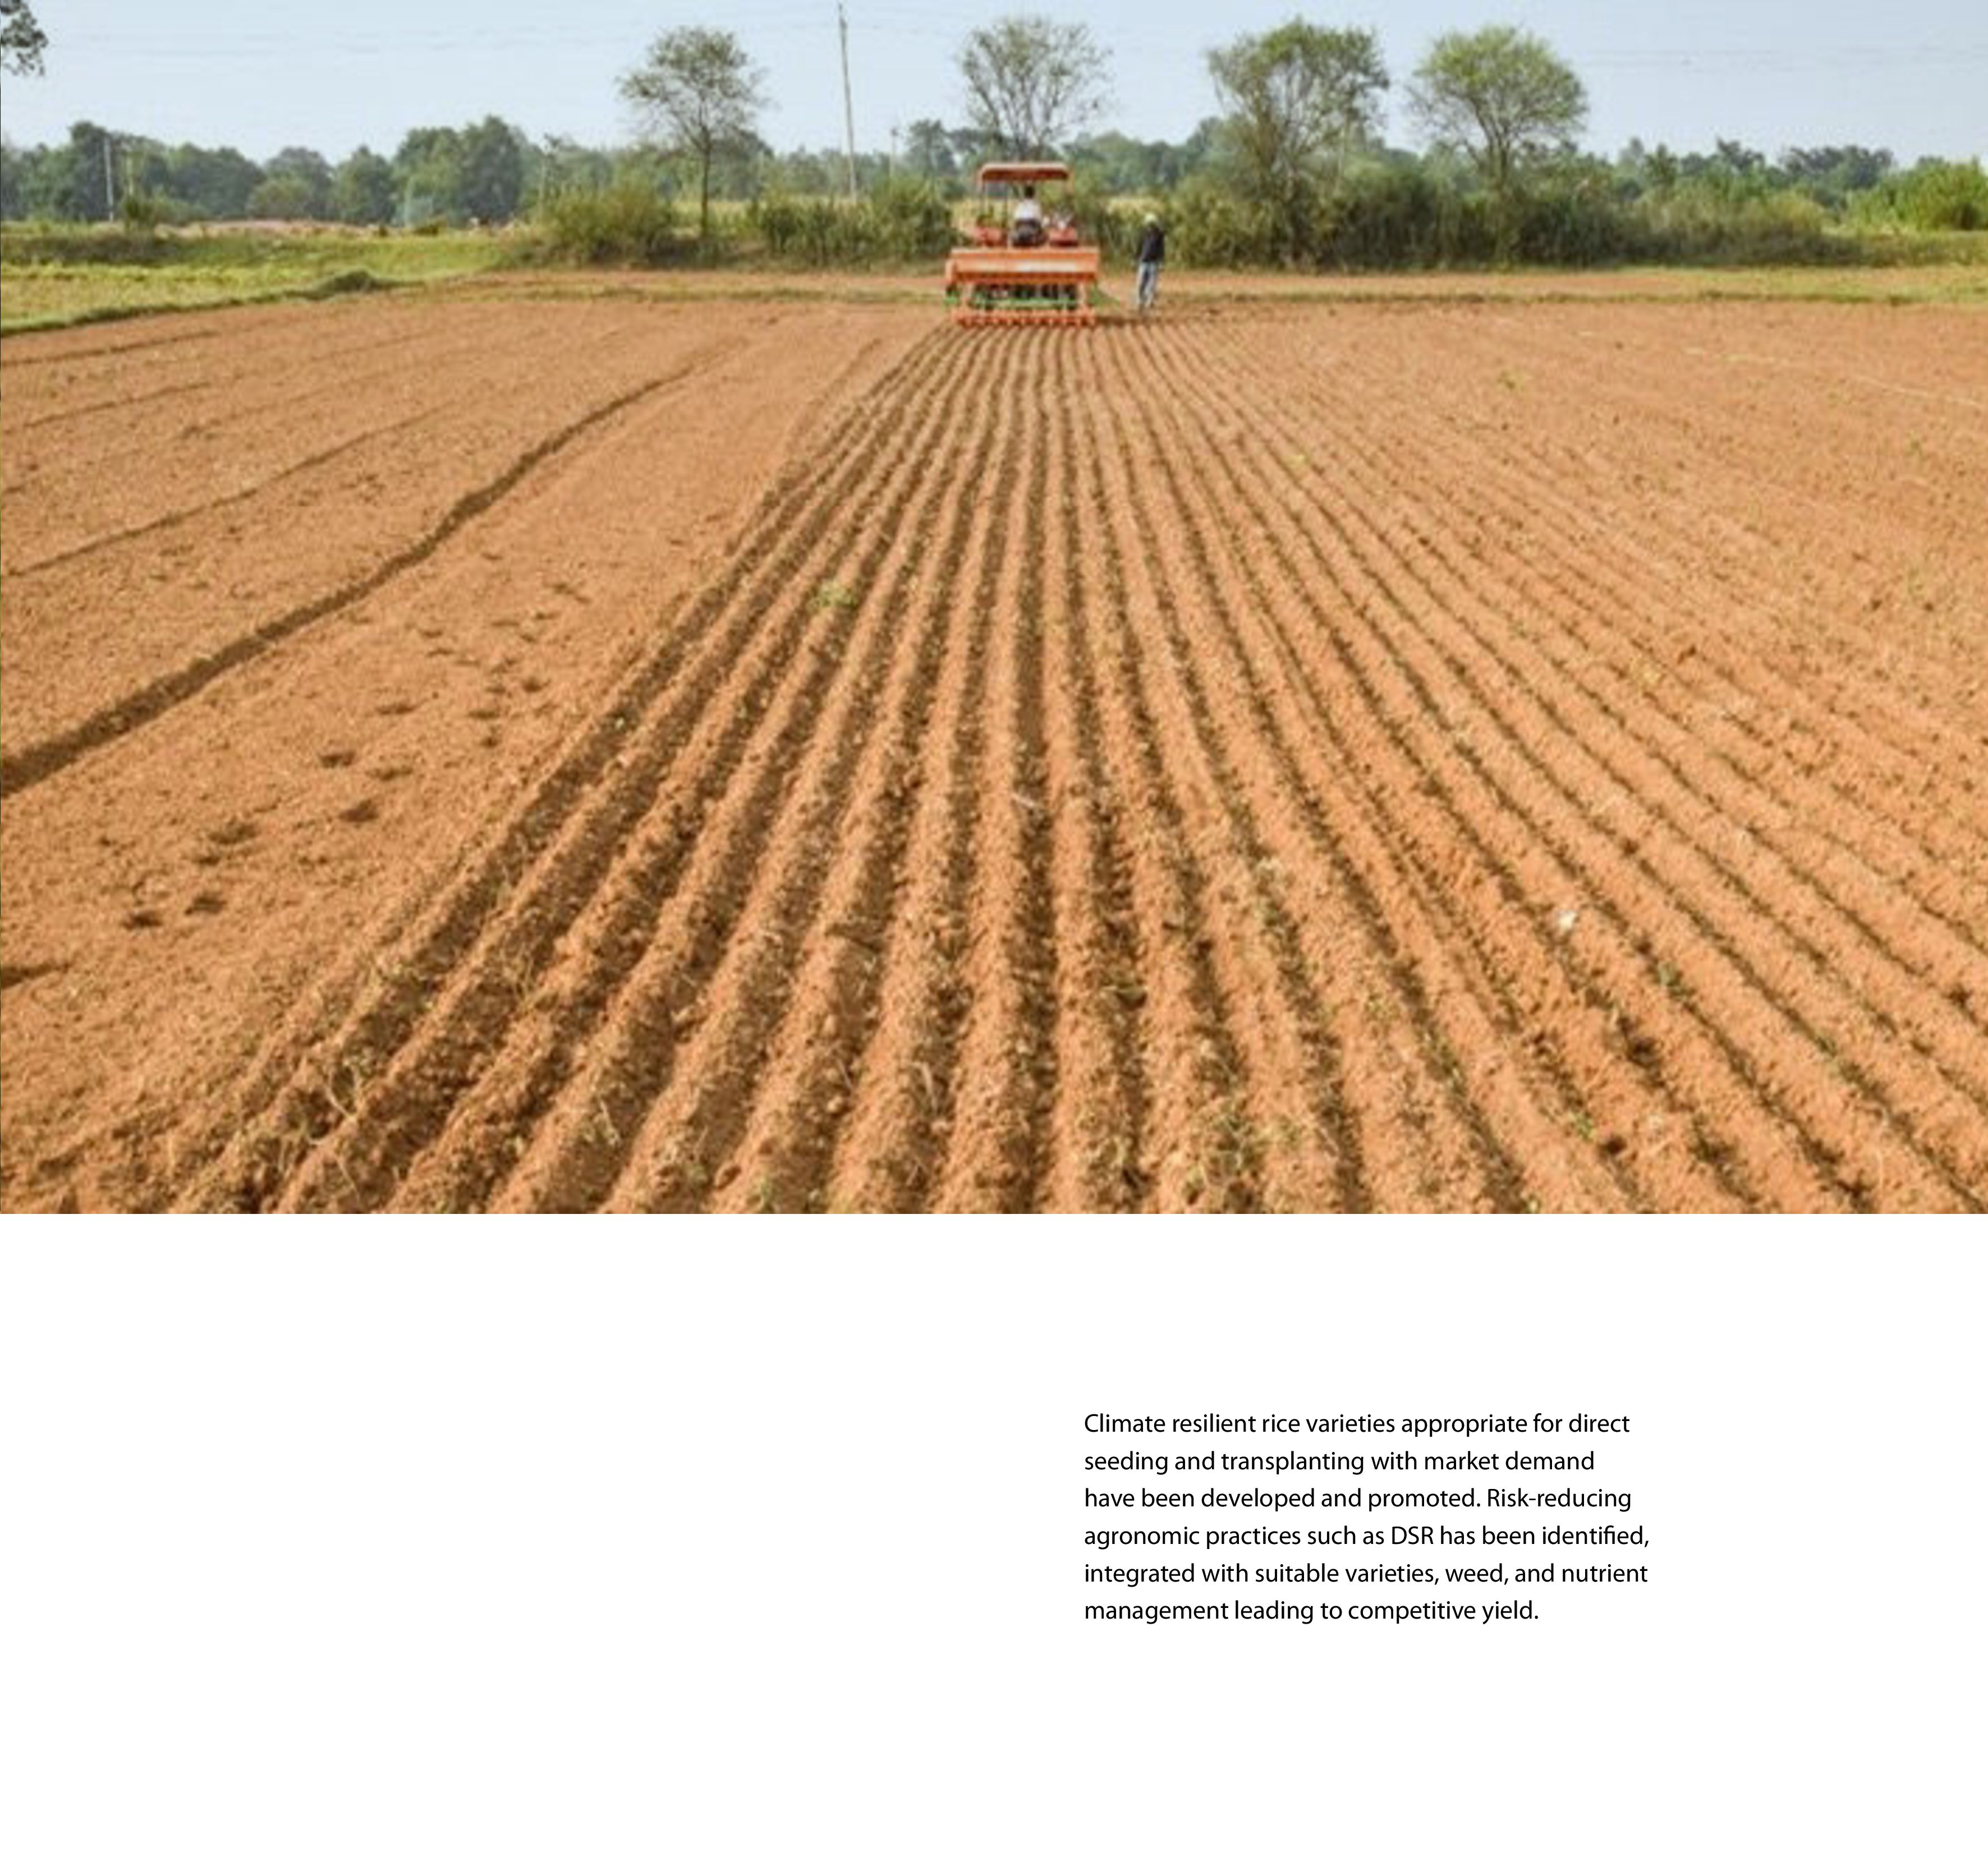 Climate resilient rice varieties appropriate for direct
seeding and transplanting with market demand
have been developed and promoted. Risk-reducing
agronomic practices such as DSR has been identified,
integrated with suitable varieties, weed, and nutrient
management leading to competitive yield.